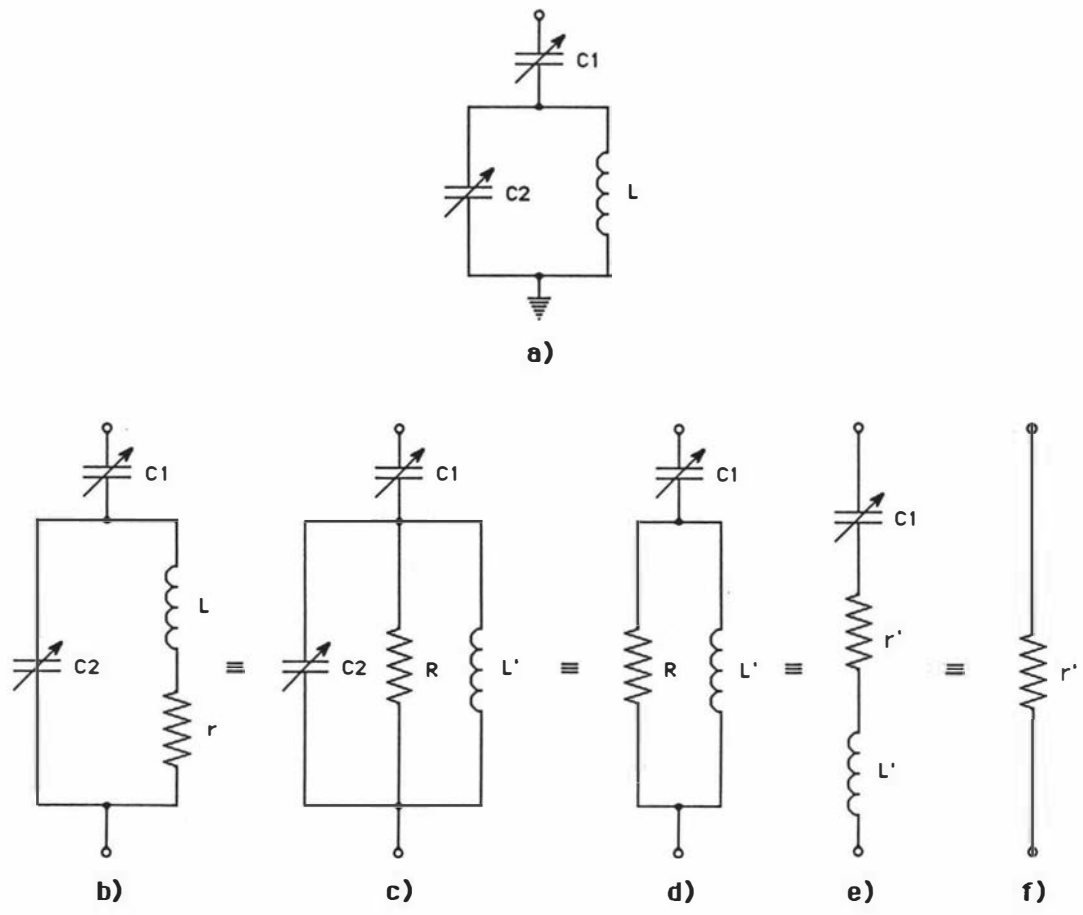 C1
C2
L
a)
C1
L
C2
r
b)
≡
C1
C2
R
L'
c)
≡
C1
R
L'
d)
≡
C1
r'
L'
e)
≡
r'
f)